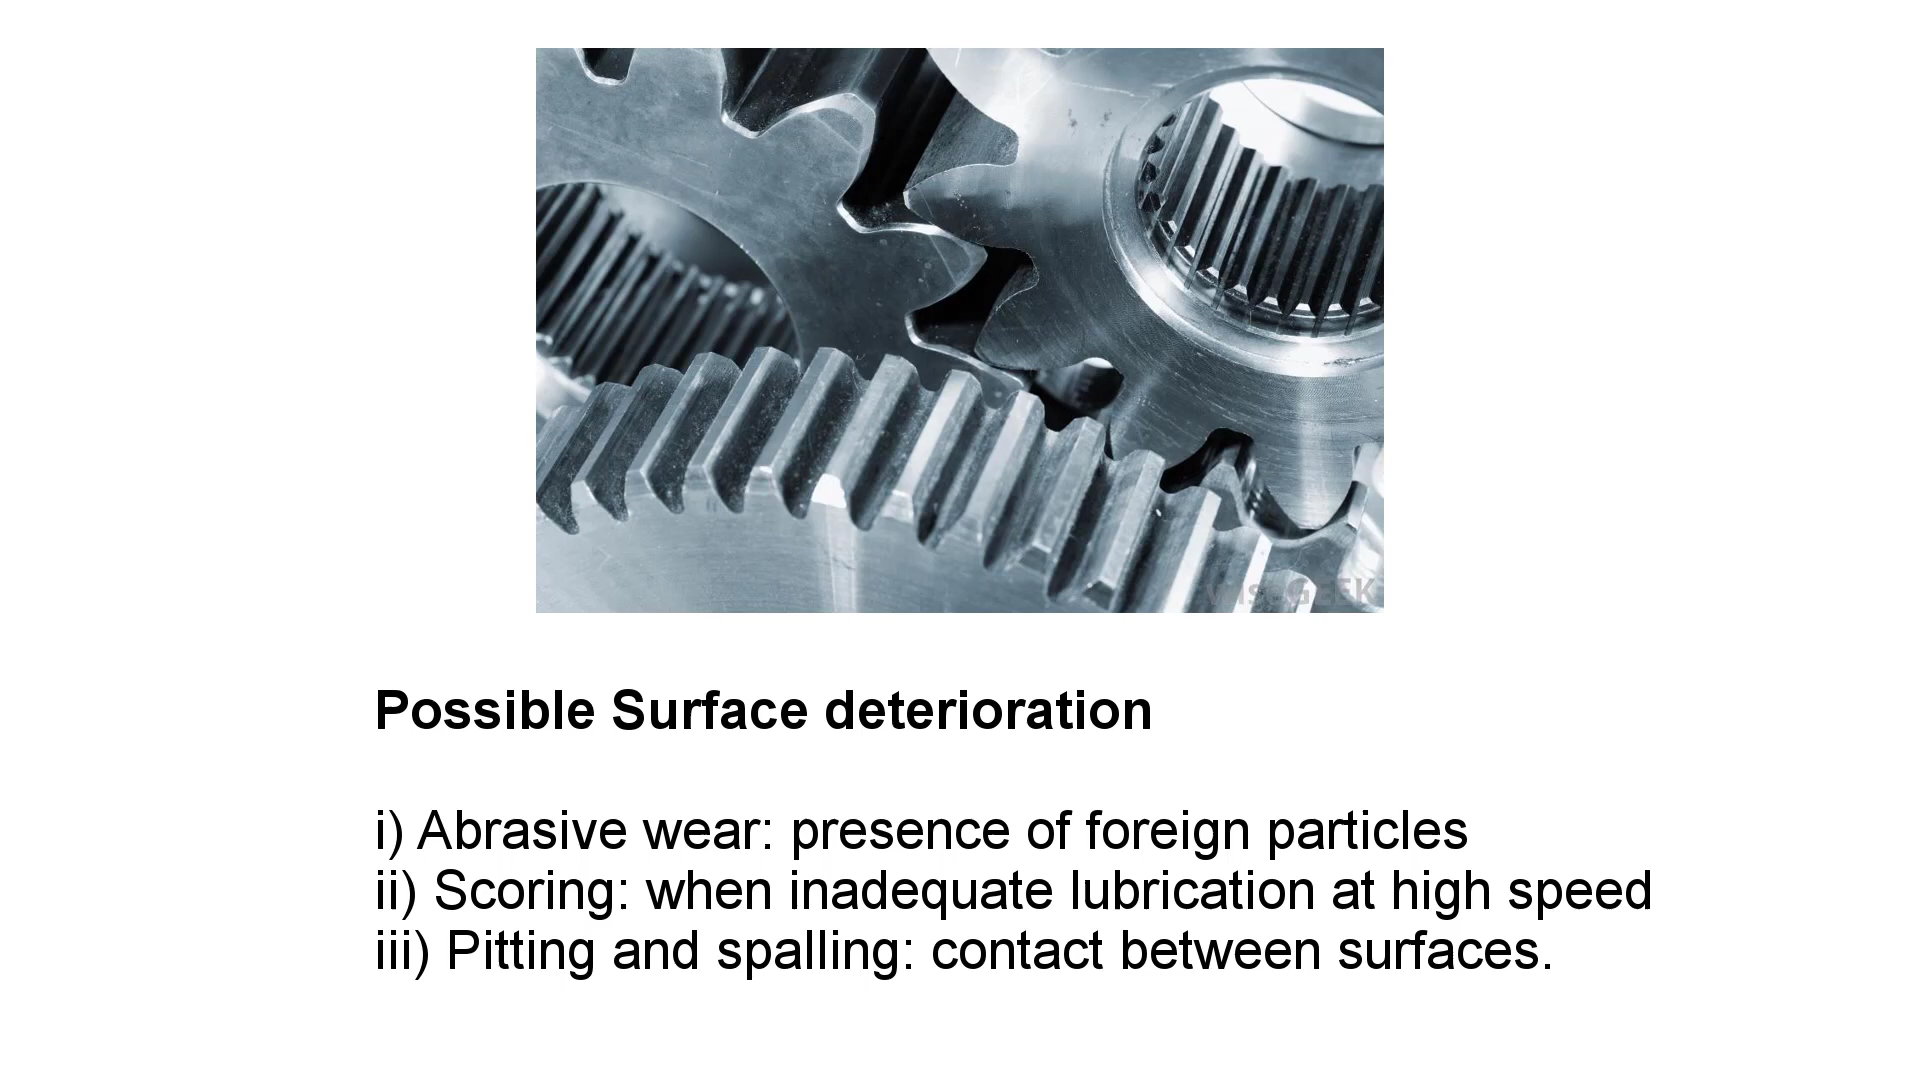 wiseGEEK
Possible Surface deterioration
i) Abrasive wear: presence of foreign particles
ii) Scoring: when inadequate lubrication at high speed
iii) Pitting and spalling: contact between surfaces.